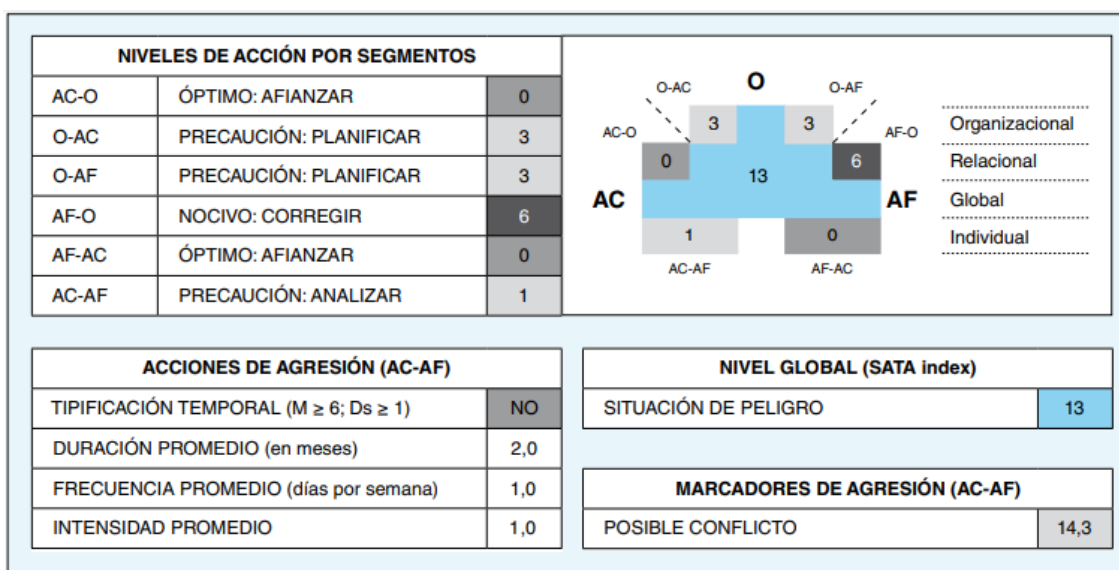 NIVELES DE ACCIÓN POR SEGMENTOS
AC-O ÓPTIMO: AFIANZAR 0
O-AC PRECAUCIÓN: PLANIFICAR 3
O-AF PRECAUCIÓN: PLANIFICAR 3
AF-O NOCIVO: CORREGIR 6
AF-AC ÓPTIMO: AFIANZAR 0
AC-AF PRECAUCIÓN: ANALIZAR 1
O-AC O O-AF
3 3 Organizacional
AC-O AF-O
0 6 Relacional
13
AC AF Global
1 0 Individual
AC-AF AF-AC
ACCIONES DE AGRESIÓN (AC-AF)
TIPIFICACIÓN TEMPORAL (M ≥ 6; Ds ≥ 1) NO
DURACIÓN PROMEDIO (en meses) 2,0
FRECUENCIA PROMEDIO (días por semana) 1,0
INTENSIDAD PROMEDIO 1,0
NIVEL GLOBAL (SATA index)
SITUACIÓN DE PELIGRO 13
MARCADORES DE AGRESIÓN (AC-AF)
POSIBLE CONFLICTO 14,3